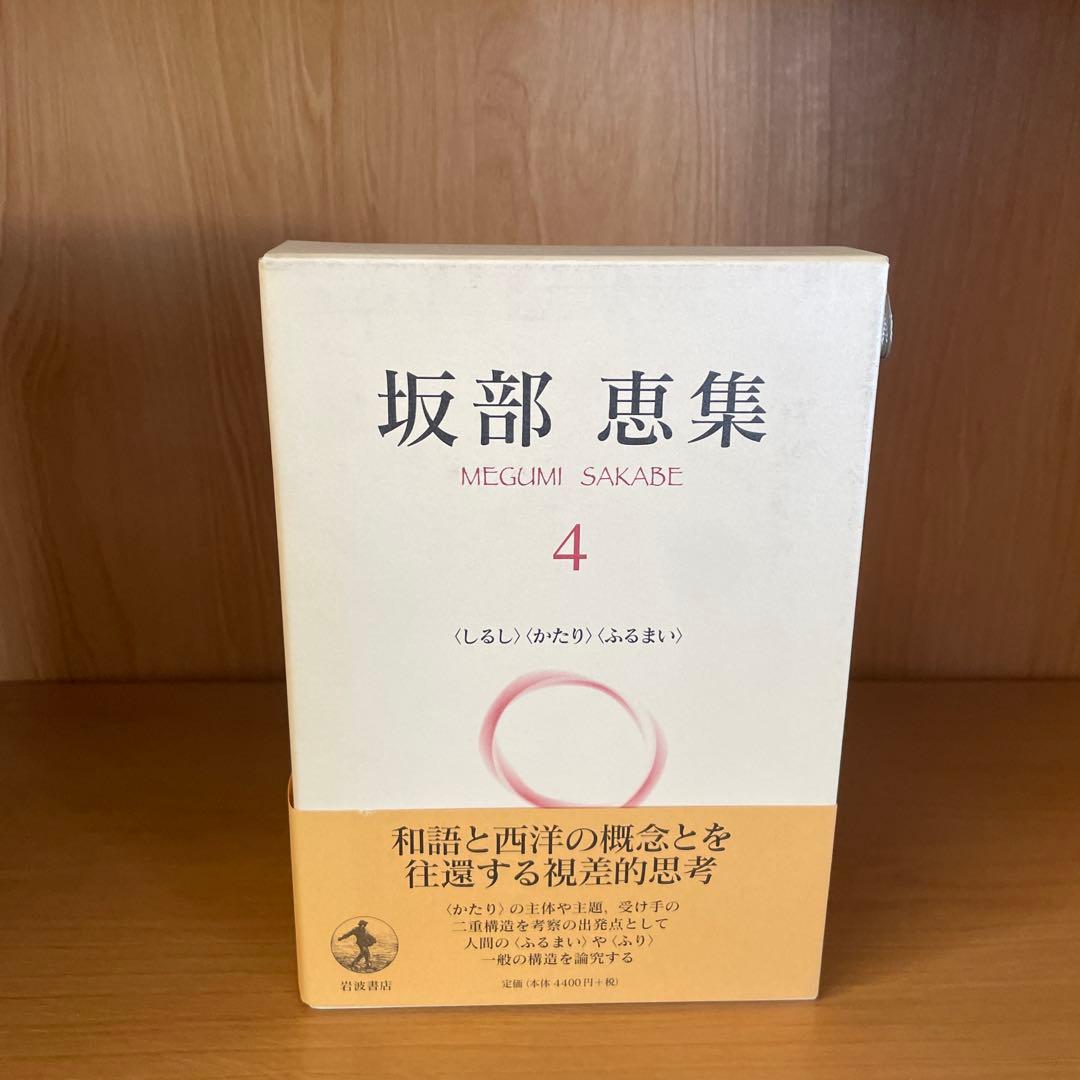 坂部 恵集
MEGUMI SAKABE
4
〈しるし〉〈かたり〉〈ふるまい〉
和語と西洋の概念とを
往還する視差的思考
〈かたり〉の主体や主題，受け手の
二重構造を考察の出発点として
人間の〈ふるまい〉や〈ふり〉
一般の構造を論究する
岩波書店
定価（本体 4400 円＋税）